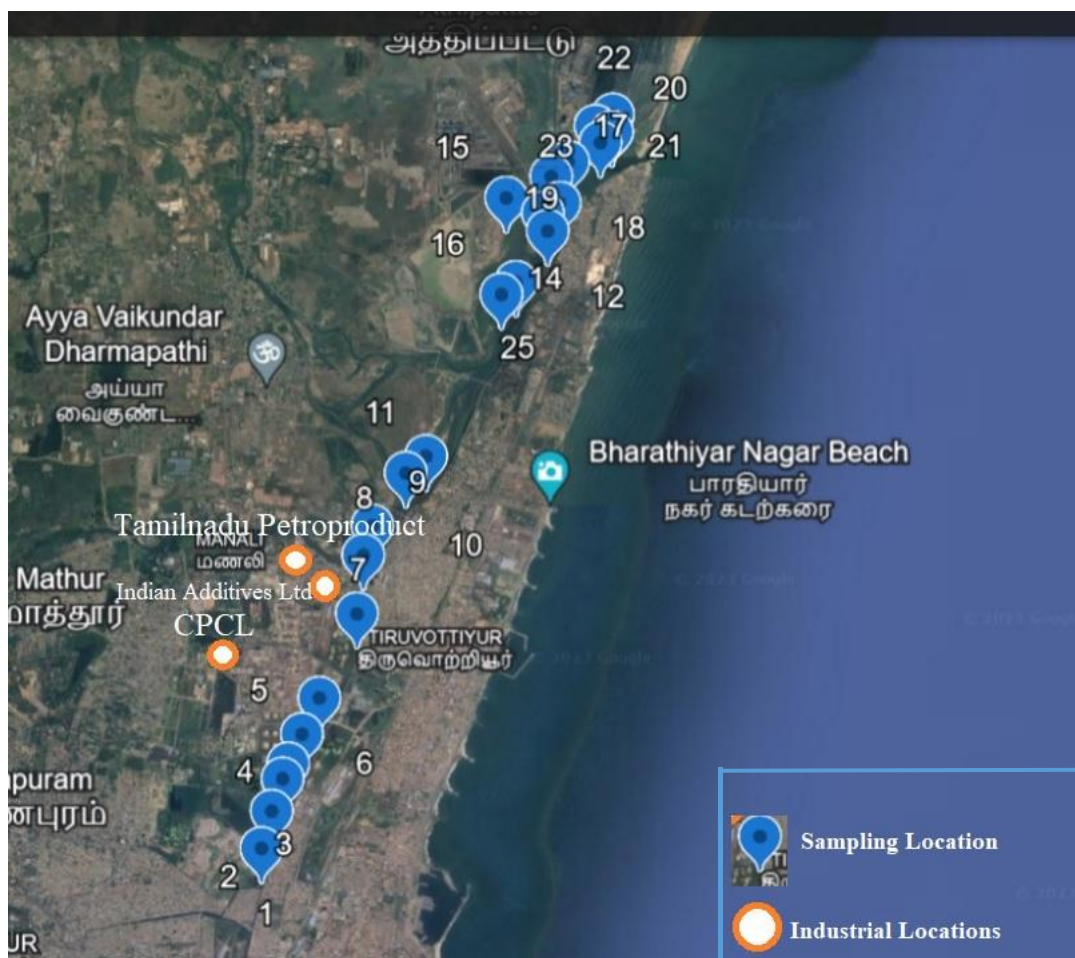 அத்திப்பட்டு
22
20
17
15
23
21
19
18
16
14
12
Ayya Vaikundar
Dharmapathi
அய்யா
வைகுண்ட...
25
11
Bharathiyar Nagar Beach
பாரதியார்
நகர் கடற்கரை
9
8
Tamilnadu Petroproduct
MANALI
மணலி
10
7
Mathur
மாத்தூர்
Indian Additives Ltd
CPCL
TIRUVOTTIYUR
திருவொற்றியூர்
5
6
4
apuram
ணபுரம்
3
2
1
Sampling Location
Industrial Locations
UR